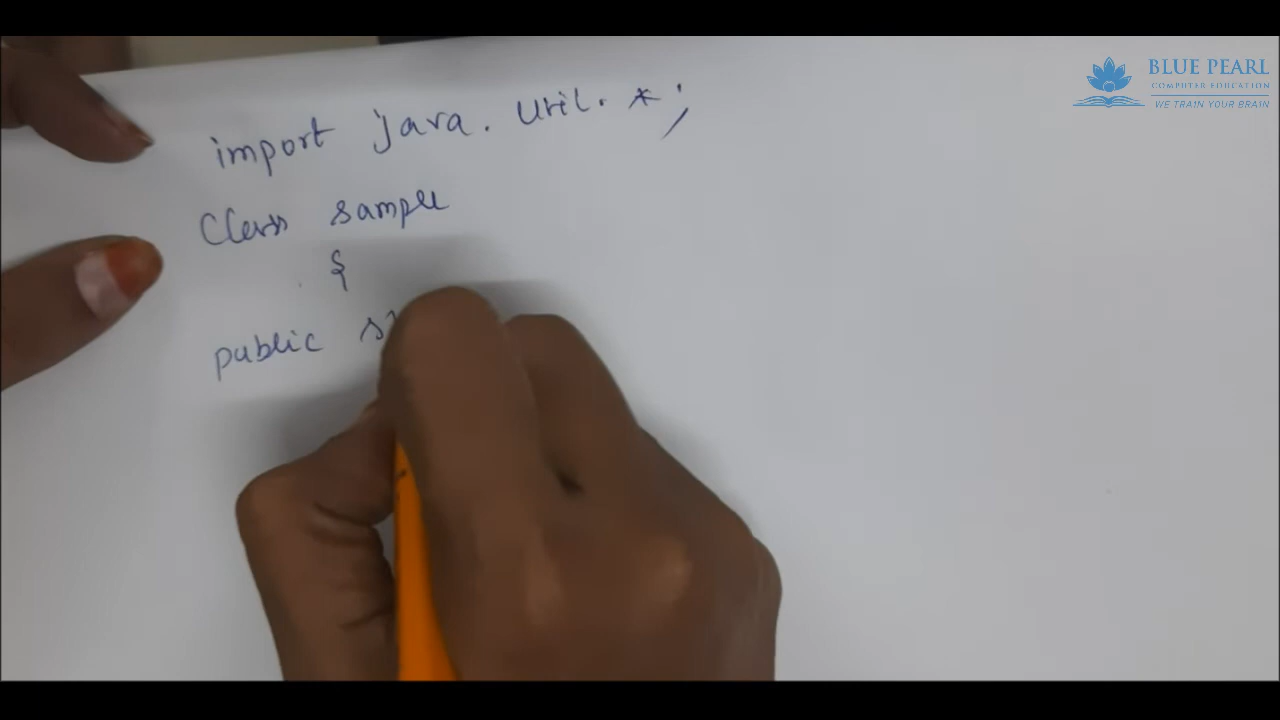 BLUE PEARL
COMPUTER EDUCATION
WE TRAIN YOUR BRAIN
import java.util.*;
Class sample
{
public